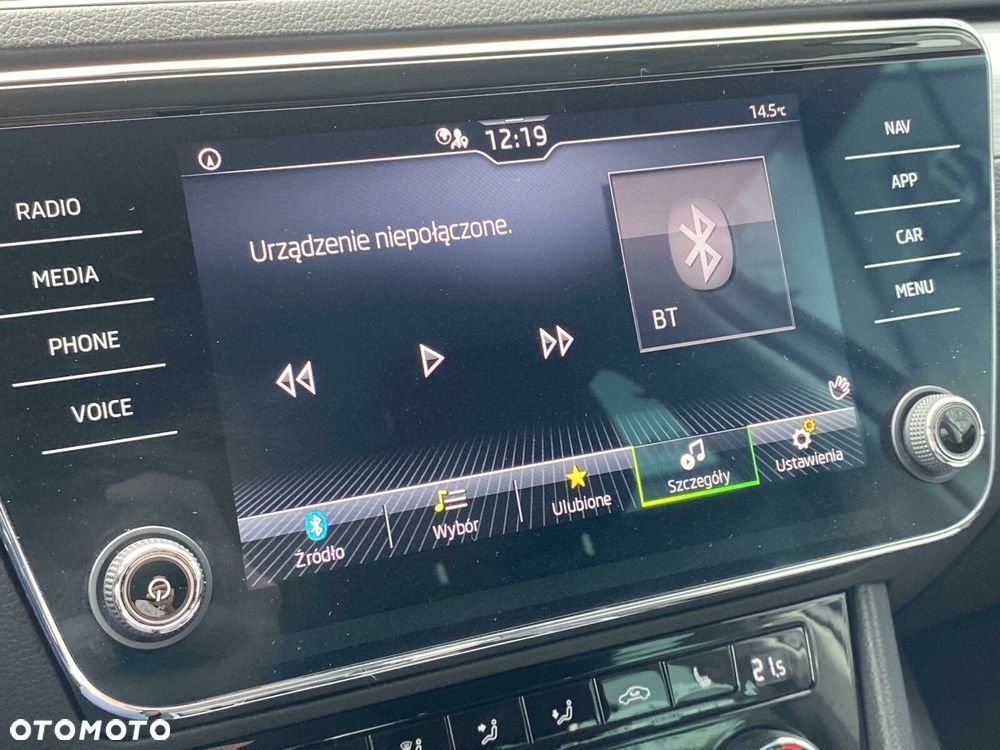 12:19
14.5°C
RADIO
MEDIA
PHONE
VOICE
NAV
APP
CAR
MENU
Urządzenie niepołączone.
BT
Źródło
Wybór
Ulubione
Szczegóły
Ustawienia
21,5
OTOMOTO